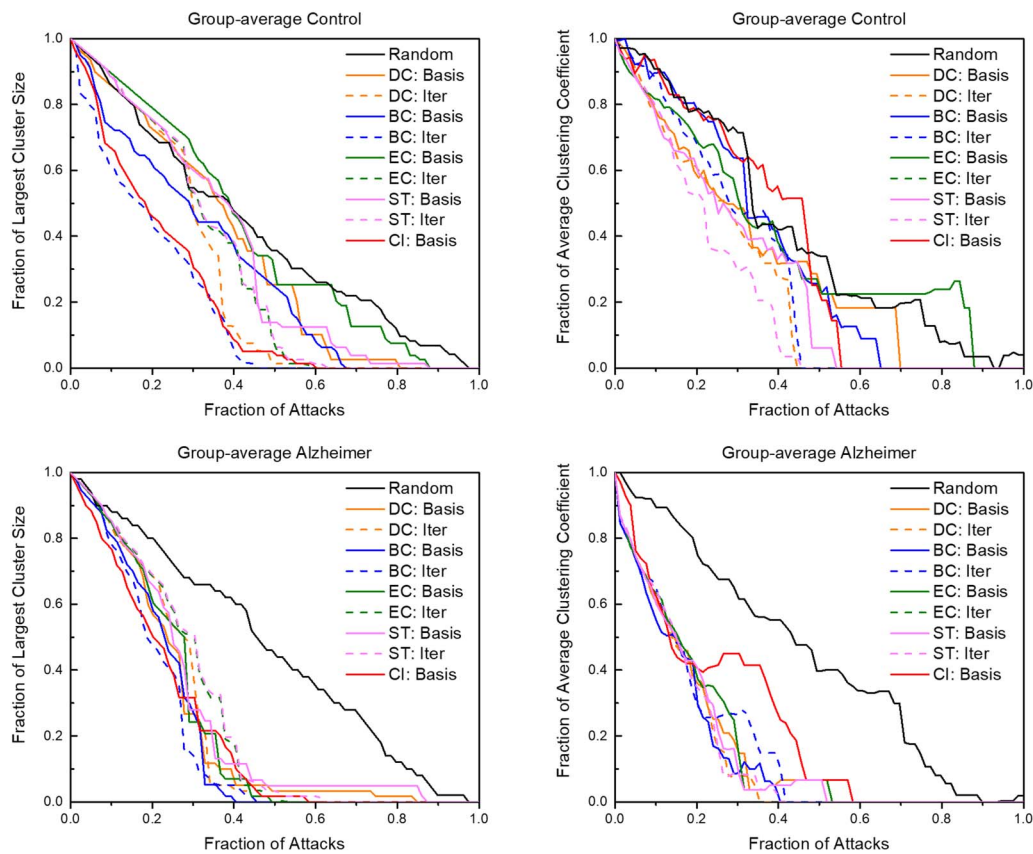 Group-average Control
Fraction of Largest Cluster Size
1.0
0.8
0.6
0.4
0.2
0.0
0.0 0.2 0.4 0.6 0.8 1.0
Fraction of Attacks
Random
DC: Basis
DC: Iter
BC: Basis
BC: Iter
EC: Basis
EC: Iter
ST: Basis
ST: Iter
CI: Basis
Group-average Control
Fraction of Average Clustering Coefficient
1.0
0.8
0.6
0.4
0.2
0.0
0.0 0.2 0.4 0.6 0.8 1.0
Fraction of Attacks
Random
DC: Basis
DC: Iter
BC: Basis
BC: Iter
EC: Basis
EC: Iter
ST: Basis
ST: Iter
CI: Basis
Group-average Alzheimer
Fraction of Largest Cluster Size
1.0
0.8
0.6
0.4
0.2
0.0
0.0 0.2 0.4 0.6 0.8 1.0
Fraction of Attacks
Random
DC: Basis
DC: Iter
BC: Basis
BC: Iter
EC: Basis
EC: Iter
ST: Basis
ST: Iter
CI: Basis
Group-average Alzheimer
Fraction of Average Clustering Coefficient
1.0
0.8
0.6
0.4
0.2
0.0
0.0 0.2 0.4 0.6 0.8 1.0
Fraction of Attacks
Random
DC: Basis
DC: Iter
BC: Basis
BC: Iter
EC: Basis
EC: Iter
ST: Basis
ST: Iter
CI: Basis